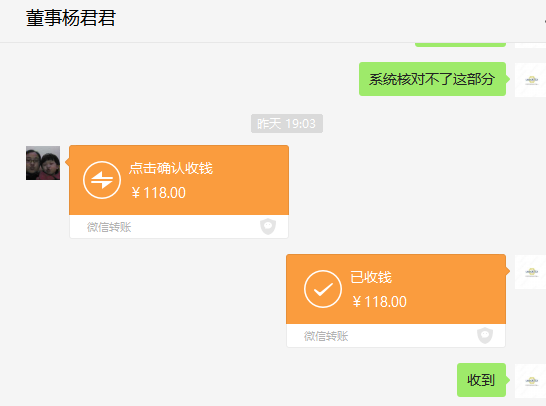 董事杨君君
系统核对不了这部分
昨天 19:03
点击确认收钱
￥118.00
微信转账
已收钱
￥118.00
微信转账
收到